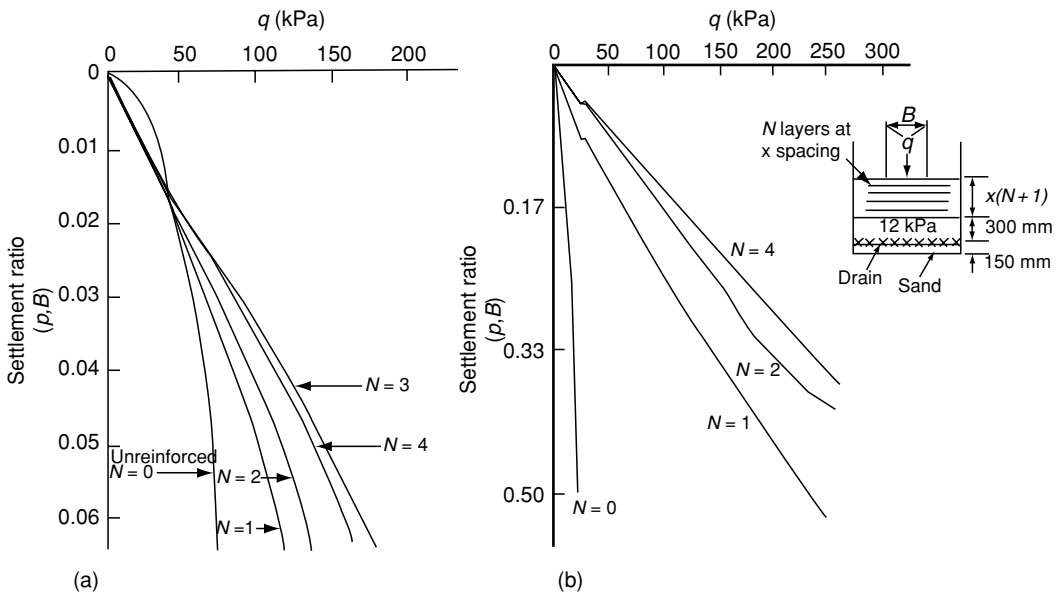 q (kPa)
0 50 100 150 200
0
0.01
0.02
0.03
0.04
0.05
0.06
Settlement ratio
(p,B)
N = 3
N = 4
Unreinforced
N = 0
N = 2
N =1
(a)
q (kPa)
0 50 100 150 200 250 300
0.17
0.33
0.50
Settlement ratio
(p,B)
N = 4
N = 2
N = 1
N = 0
(b)
N layers at
x spacing
B
q
x(N + 1)
12 kPa
300 mm
150 mm
Drain
Sand